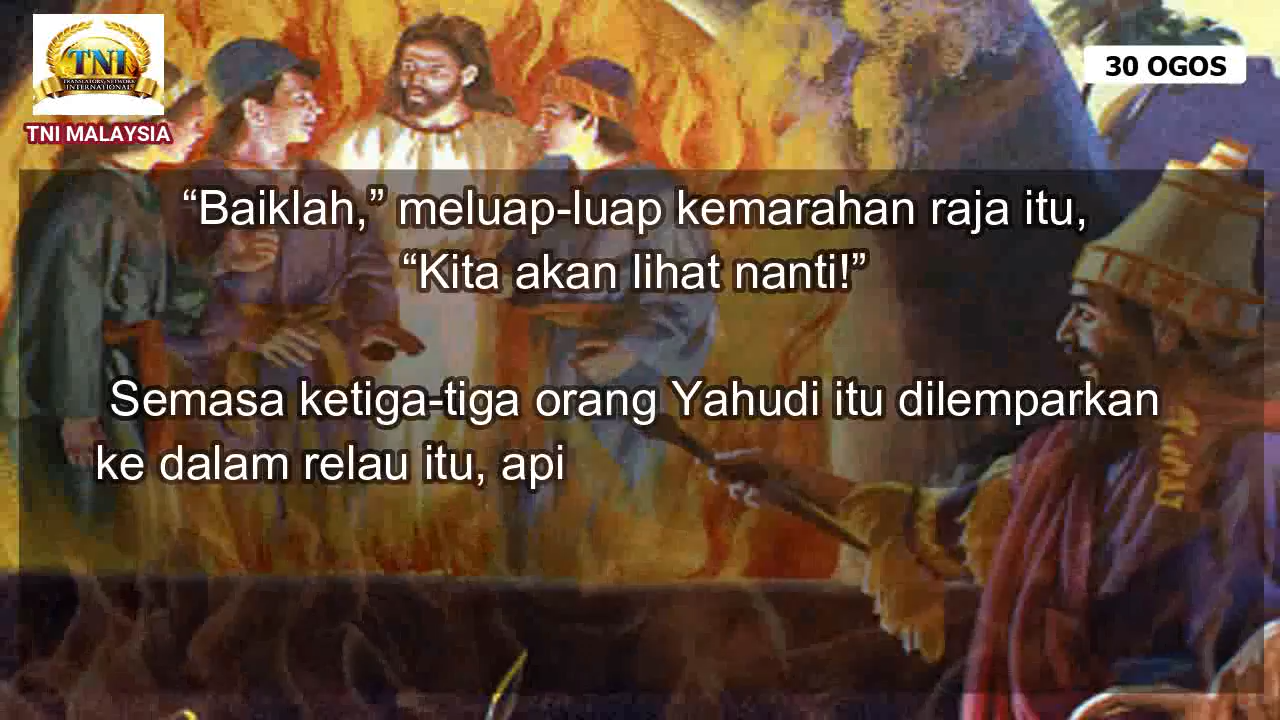 TNI
TRANSLATORS NETWORK
INTERNATIONAL
TNI MALAYSIA
30 OGOS
“Baiklah,” meluap-luap kemarahan raja itu,
“Kita akan lihat nanti!”
Semasa ketiga-tiga orang Yahudi itu dilemparkan
ke dalam relau itu, api